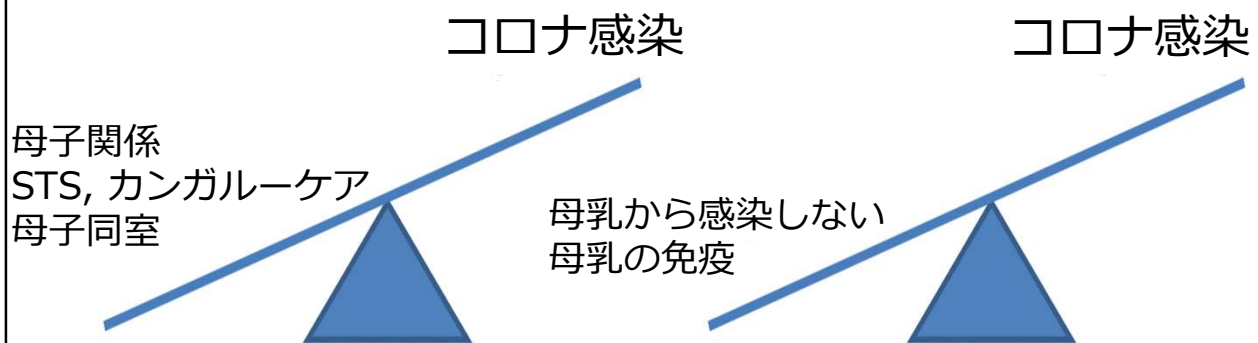 コロナ感染
母子関係
STS, カンガルーケア
母子同室
コロナ感染
母乳から感染しない
母乳の免疫